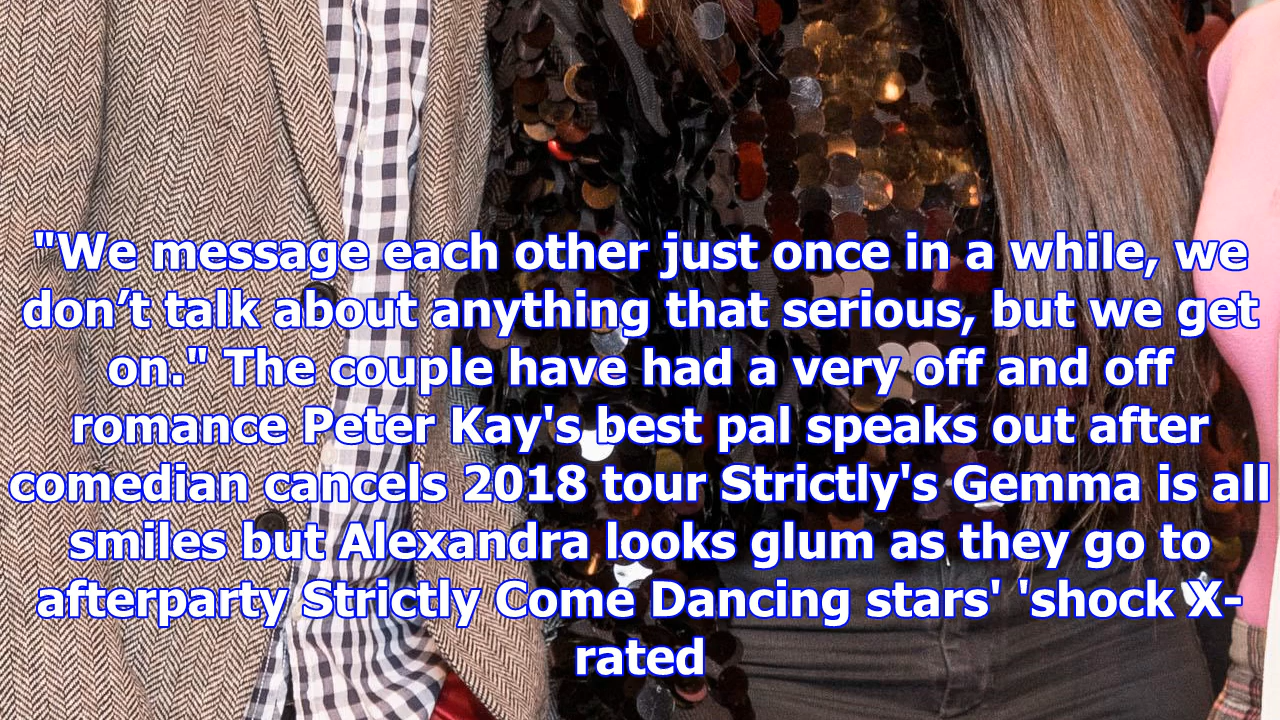 "We message each other just once in a while, we
don’t talk about anything that serious, but we get
on." The couple have had a very off and off
romance Peter Kay's best pal speaks out after
comedian cancels 2018 tour Strictly's Gemma is all
smiles but Alexandra looks glum as they go to
afterparty Strictly Come Dancing stars' 'shock X-
rated